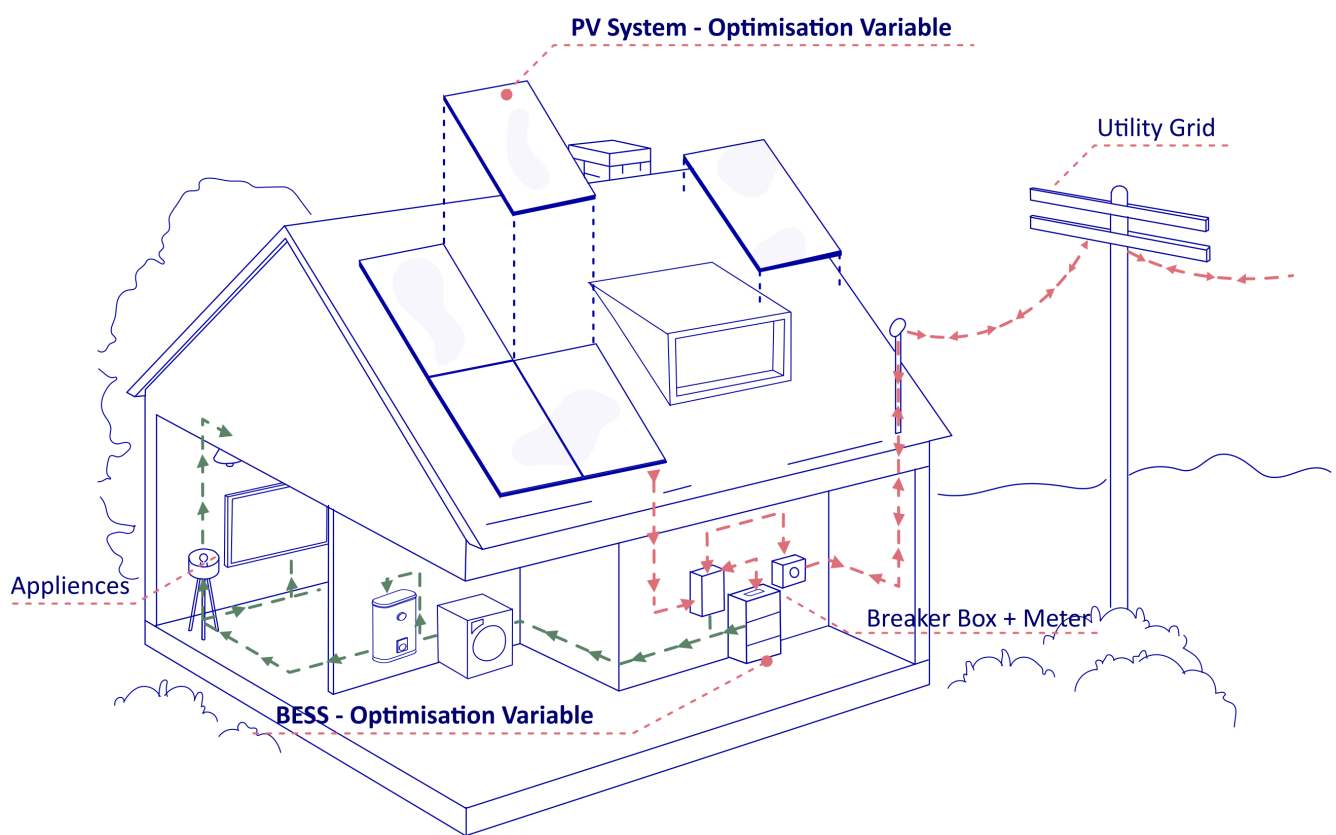 PV System - Optimisation Variable
Utility Grid
Appliences
Breaker Box + Meter
BESS - Optimisation Variable